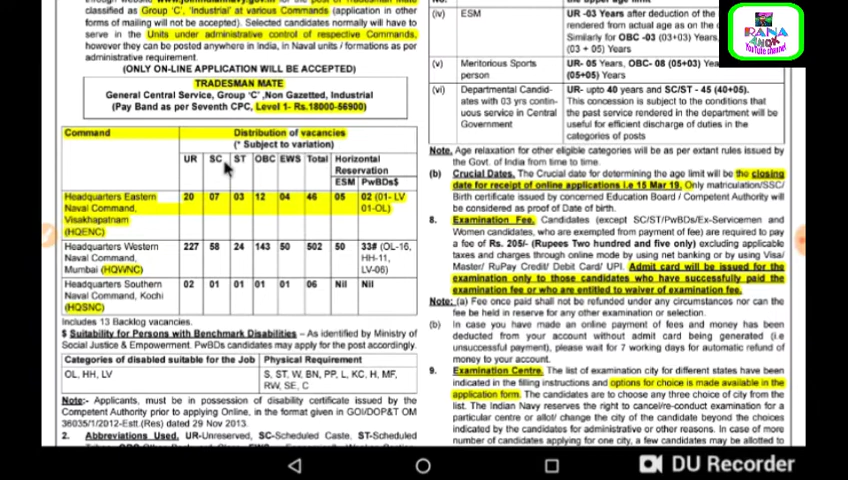 classified as Group 'C', 'Industrial' at various Commands (application in other
forms of mailing will not be accepted). Selected candidates normally will have to
serve in the Units under administrative control of respective Commands,
however they can be posted anywhere in India, in Naval units / formations as per
administrative requirement.
(ONLY ON-LINE APPLICATION WILL BE ACCEPTED)
TRADESMAN MATE
General Central Service, Group 'C', Non Gazetted, Industrial
(Pay Band as per Seventh CPC, Level 1- Rs.18000-56900)
Command Distribution of vacancies
(* Subject to variation)
UR SC ST OBC EWS Total Horizontal
Reservation
ESM PwBDs$
Headquarters Eastern 20 07 03 12 04 46 05 02 (01- LV
Naval Command, 01-OL)
Visakhapatnam
(HQENC)
Headquarters Western 227 58 24 143 50 502 50 33# (OL-16,
Naval Command, HH-11,
Mumbai (HQWNC) LV-06)
Headquarters Southern 02 01 01 01 01 06 Nil Nil
Naval Command, Kochi
(HQSNC)
Includes 13 Backlog vacancies.
$ Suitability for Persons with Benchmark Disabilities – As identified by Ministry of
Social Justice & Empowerment. PwBDs candidates may apply for the post accordingly.
Categories of disabled suitable for the Job Physical Requirement
OL, HH, LV S, ST, W, BN, PP, L, KC, H, MF,
RW, SE, C
Note:- Applicants, must be in possession of disability certificate issued by the
Competent Authority prior to applying Online, in the format given in GOI/DOP&T OM
36035/1/2012-Estt.(Res) dated 29 Nov 2013.
2. Abbreviations Used. UR-Unreserved, SC-Scheduled Caste, ST-Scheduled
(iv) ESM UR -03 Years after deduction of the
rendered from actual age as on the
Similarly for OBC -03 (03+03) Years,
(03 + 05) Years
(v) Meritorious Sports UR- 05 Years, OBC- 08 (05+03)
person (05+05) Years
(vi) Departmental Candid- UR- upto 40 years and SC/ST - 45 (40+05).
ates with 03 yrs contin- This concession is subject to the conditions that
uous service in Central the past service rendered in the department will be
Government useful for efficient discharge of duties in the
categories of posts
Note. Age relaxation for other eligible categories will be as per extant rules issued by
the Govt. of India from time to time.
(b) Crucial Dates. The Crucial date for determining the age limit will be the closing
date for receipt of online applications i.e 15 Mar 19. Only matriculation/SSC/
Birth certificate issued by concerned Education Board / Competent Authority will
be considered as proof of Date of birth.
8. Examination Fee. Candidates (except SC/ST/PwBDs/Ex-Servicemen and
Women candidates, who are exempted from payment of fee) are required to pay
a fee of Rs. 205/- (Rupees Two hundred and five only) excluding applicable
taxes and charges through online mode by using net banking or by using Visa/
Master/ RuPay Credit/ Debit Card/ UPI. Admit card will be issued for the
examination only to those candidates who have successfully paid the
examination fee or who are entitled to waiver of examination fee.
Note: (a) Fee once paid shall not be refunded under any circumstances nor can the
fee be held in reserve for any other examination or selection.
(b) In case you have made an online payment of fees and money has been
deducted from your account without admit card being generated (i.e
unsuccessful payment), please wait for 7 working days for automatic refund of
money to your account.
9. Examination Centre. The list of examination city for different states have been
indicated in the filling instructions and options for choice is made available in the
application form. The candidates are to choose any three choice of city from the
list. The Indian Navy reserves the right to cancel/re-conduct examination for a
particular centre or allot/ change the city of the candidate beyond the choices
indicated by the candidate for administrative or other reasons. In case of more
number of candidates applying for one city, a few candidates may be allotted to
RANA
YouTube channel
DU Recorder